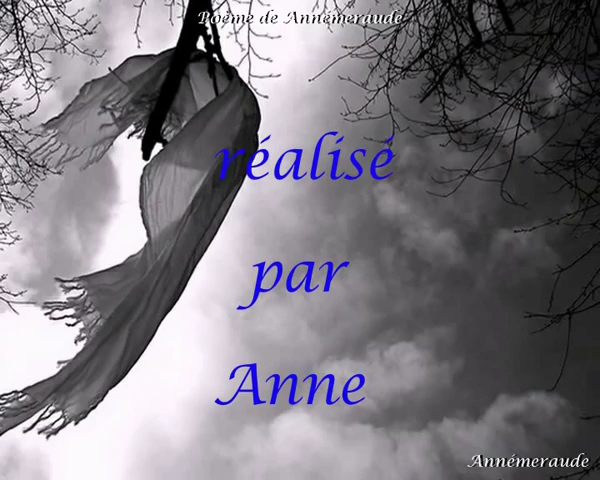 Poème de Annémeraude
réalisé
par
Anne
Annémeraude